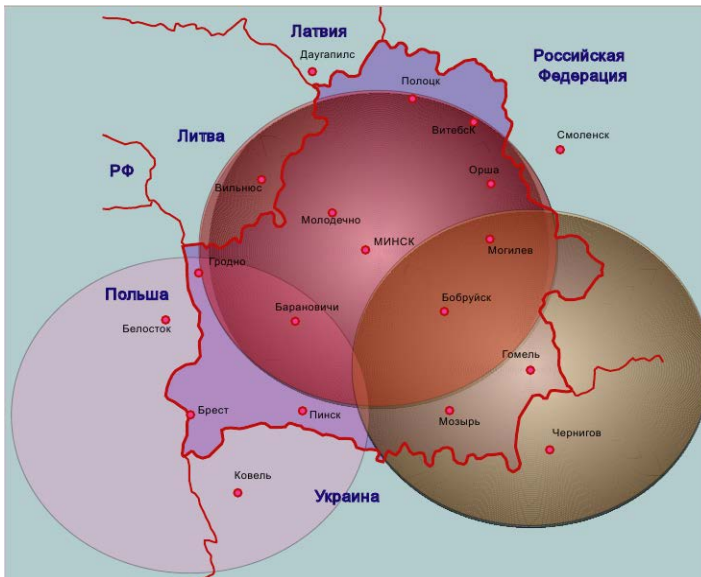 Латвия
Даугапилс
Российская
Федерация
Полоцк
Витебск
Литва
Смоленск
РФ
Вильнюс
Орша
Молодечно
МИНСК
Могилев
Гродно
Польша
Барановичи
Бобруйск
Белосток
Гомель
Брест
Пинск
Мозырь
Чернигов
Ковель
Украина